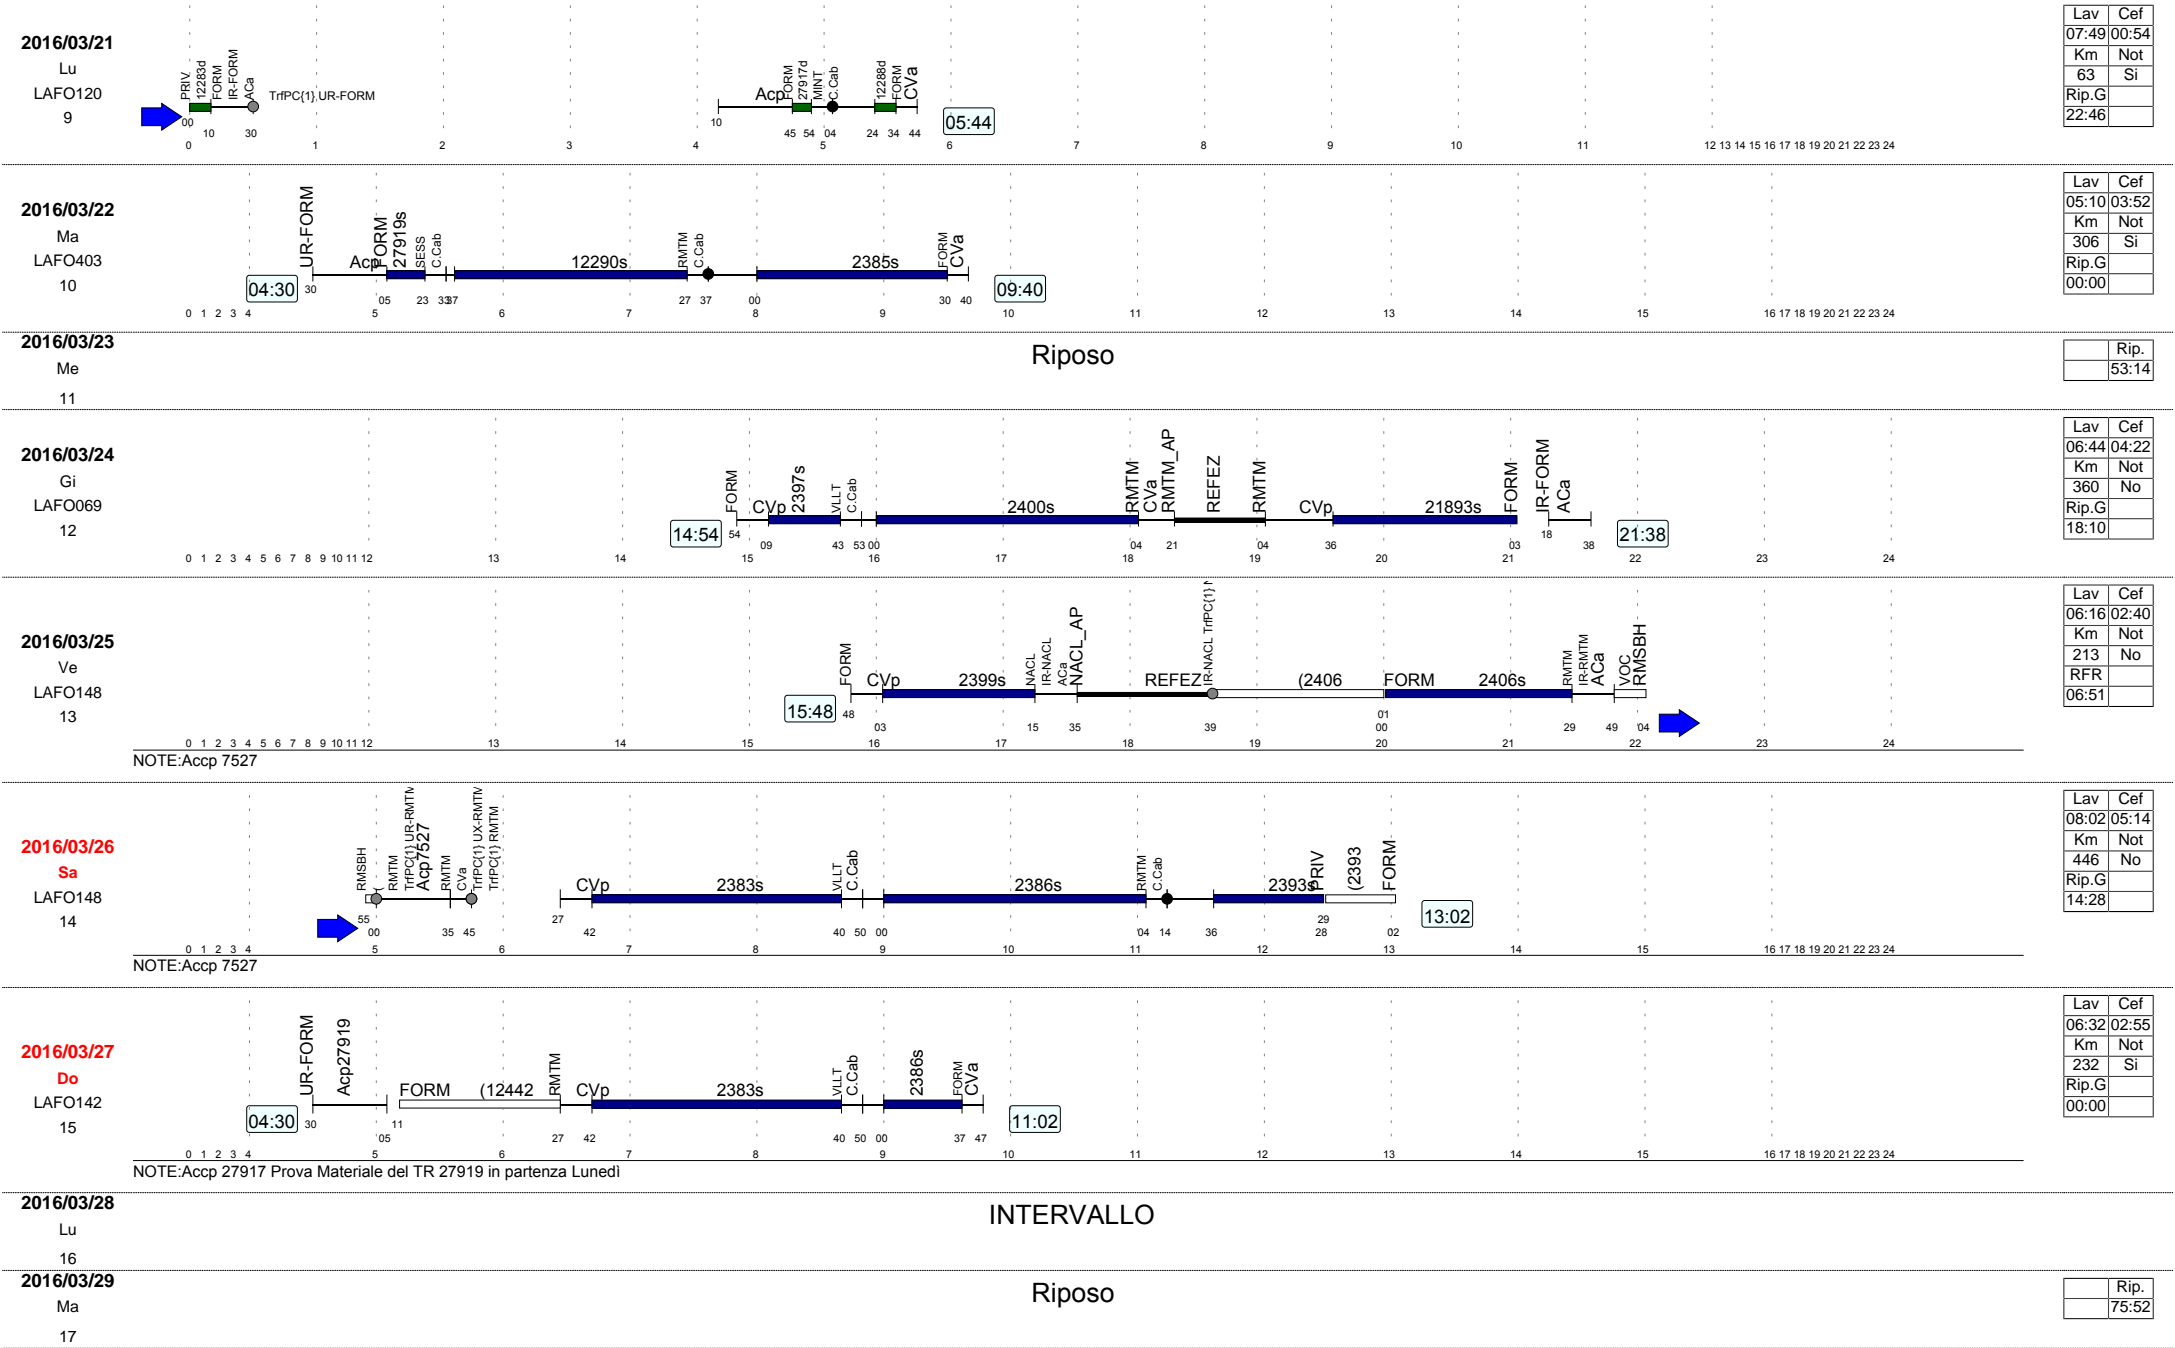 2016/03/21
Lu
LAFO120
9
PRIV 12283d FORM IR-FORM ACa TrfPC{1} UR-FORM Acp FORM 27917d MINT C.Cab 12288d FORM CVa
00 10 30 10 45 54 04 24 34 44 05:44
0 1 2 3 4 5 6 7 8 9 10 11 12 13 14 15 16 17 18 19 20 21 22 23 24
Lav Cef
07:49 00:54
Km Not
63 Si
Rip.G
22:46
2016/03/22
Ma
LAFO403
10
UR-FORM Acp FORM 27919s SESS C.Cab 12290s RMTM C.Cab 2385s FORM CVa
04:30 30 05 23 33 37 27 37 00 30 40 09:40
0 1 2 3 4 5 6 7 8 9 10 11 12 13 14 15 16 17 18 19 20 21 22 23 24
Lav Cef
05:10 03:52
Km Not
306 Si
Rip.G
00:00
2016/03/23
Me
11
Riposo
Rip.
53:14
2016/03/24
Gi
LAFO069
12
FORM CVp 2397s VLLT C.Cab 2400s RMTM CVa RMTM_AP REFEZ RMTM CVp 21893s FORM IR-FORM ACa
14:54 54 09 43 53 00 04 21 04 36 03 18 38 21:38
0 1 2 3 4 5 6 7 8 9 10 11 12 13 14 15 16 17 18 19 20 21 22 23 24
Lav Cef
06:44 04:22
Km Not
360 No
Rip.G
18:10
2016/03/25
Ve
LAFO148
13
FORM CVp 2399s NACL IR-NACL ACa NACL_AP REFEZ IR-NACL TrfPC{1} (2406 FORM 2406s RMTM IR-RMTM ACa VOC RMSBH
15:48 48 03 15 35 39 01 00 29 49 04
0 1 2 3 4 5 6 7 8 9 10 11 12 13 14 15 16 17 18 19 20 21 22 23 24
NOTE:Accp 7527
Lav Cef
06:16 02:40
Km Not
213 No
RFR
06:51
2016/03/26
Sa
LAFO148
14
RMSBH ( RMTM TrfPC{1} UR-RMTM Acp7527 RMTM CVa TrfPC{1} UX-RMTM TrfPC{1} RMTM CVp 2383s VLLT C.Cab 2386s RMTM C.Cab 2393s PRIV (2393 FORM
55 00 35 45 27 42 40 50 00 04 14 36 29 28 02 13:02
0 1 2 3 4 5 6 7 8 9 10 11 12 13 14 15 16 17 18 19 20 21 22 23 24
NOTE:Accp 7527
Lav Cef
08:02 05:14
Km Not
446 No
Rip.G
14:28
2016/03/27
Do
LAFO142
15
UR-FORM Acp27919 FORM (12442 RMTM CVp 2383s VLLT C.Cab 2386s FORM CVa
04:30 30 05 11 27 42 40 50 00 37 47 11:02
0 1 2 3 4 5 6 7 8 9 10 11 12 13 14 15 16 17 18 19 20 21 22 23 24
NOTE:Accp 27917 Prova Materiale del TR 27919 in partenza Lunedì
Lav Cef
06:32 02:55
Km Not
232 Si
Rip.G
00:00
2016/03/28
Lu
16
INTERVALLO
2016/03/29
Ma
17
Riposo
Rip.
75:52